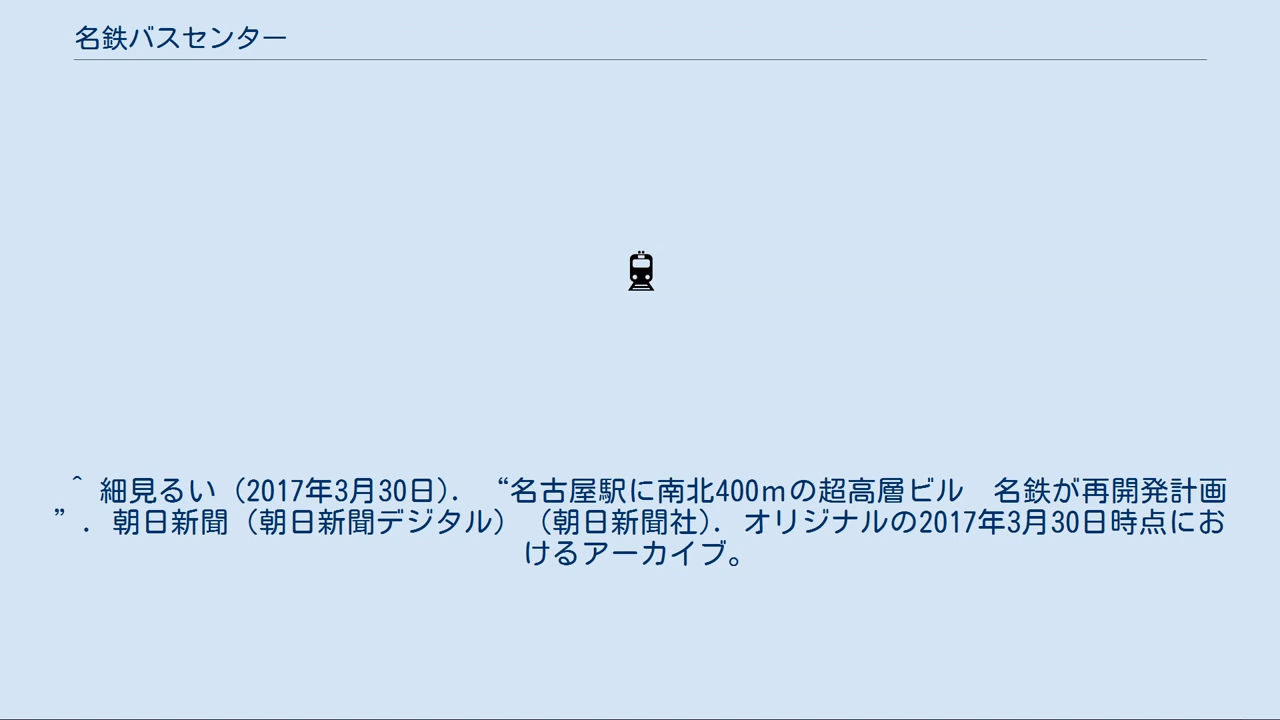 名鉄バスセンター
^ 細見るい（2017年3月30日）. “名古屋駅に南北400ｍの超高層ビル　名鉄が再開発計画
”. 朝日新聞（朝日新聞デジタル） （朝日新聞社）. オリジナルの2017年3月30日時点にお
けるアーカイブ。